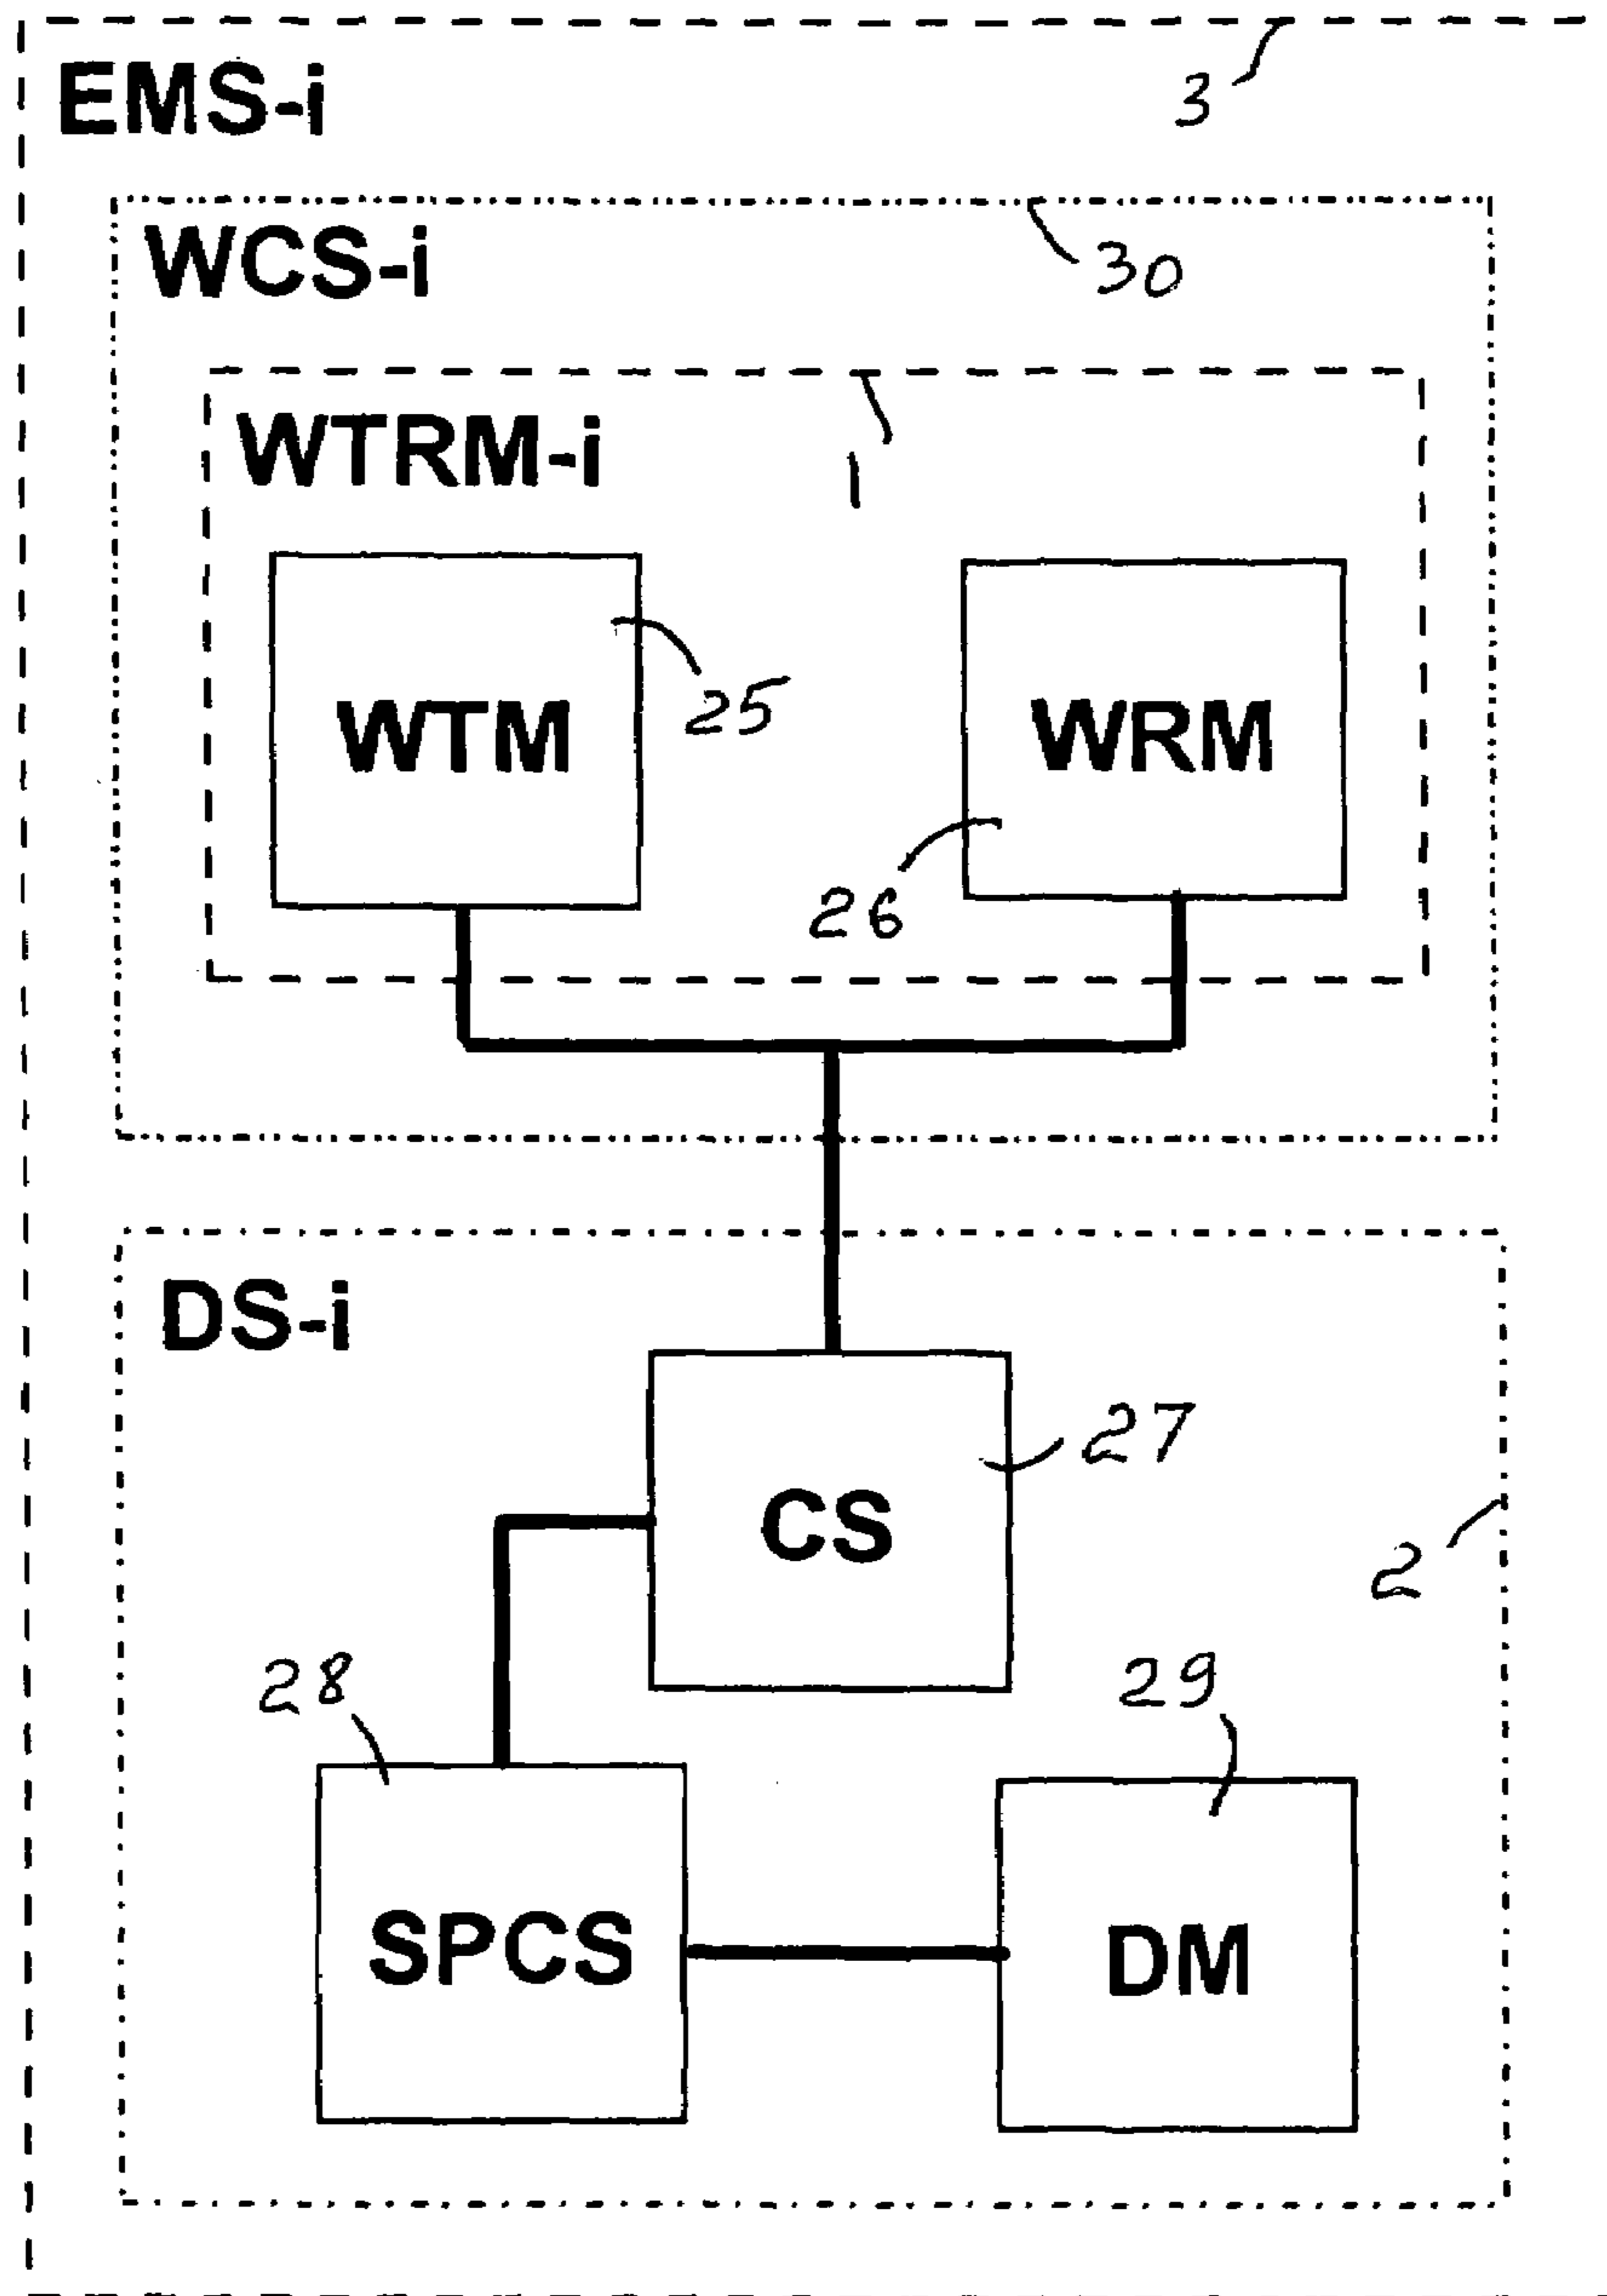 EMS-i
3
WCS-i
30
WTRM-i
1
WTM
25
WRM
26
DS-i
27
CS
2
28
29
SPCS
DM